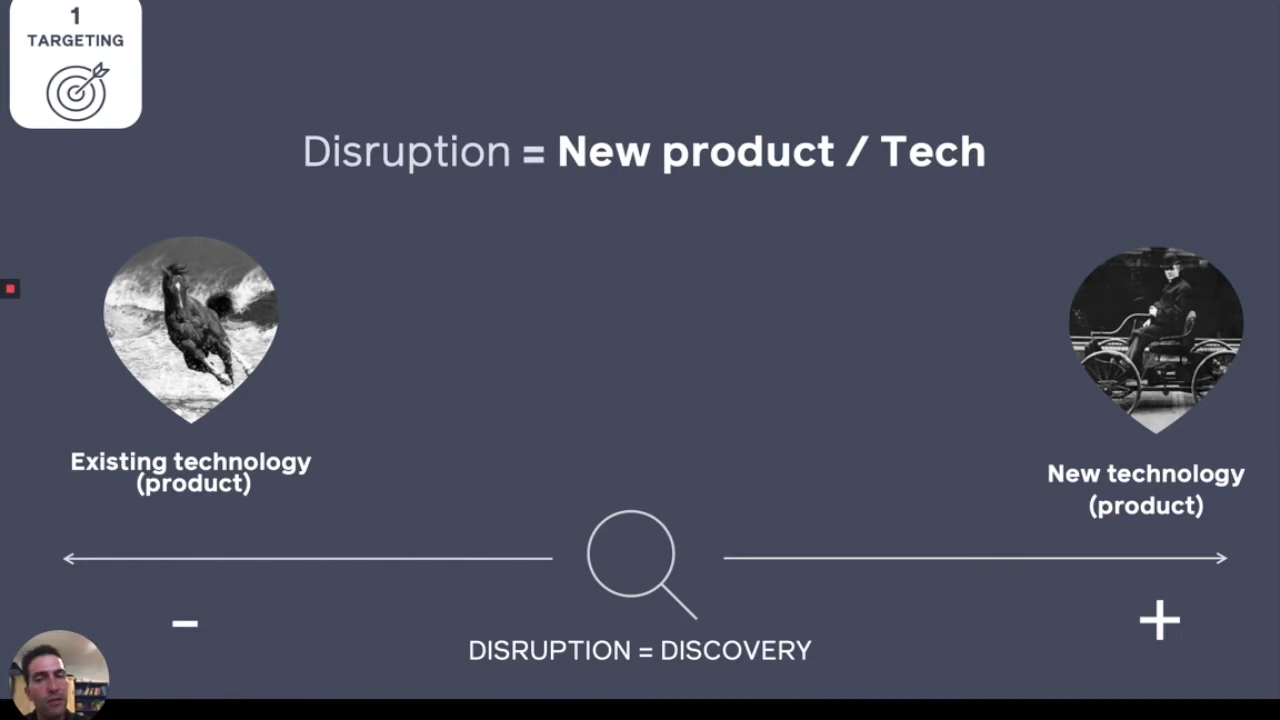 1
TARGETING
Disruption = New product / Tech
Existing technology
(product)
New technology
(product)
-
+
DISRUPTION = DISCOVERY